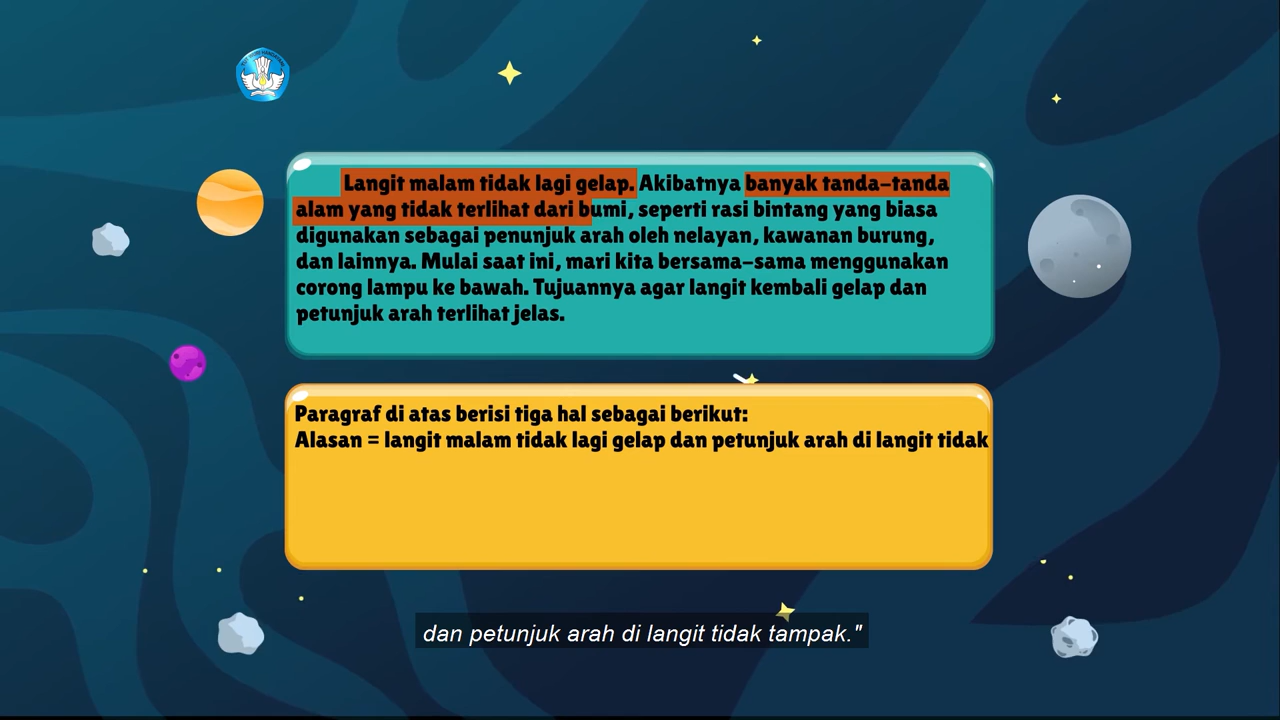 Langit malam tidak lagi gelap. Akibatnya banyak tanda-tanda
alam yang tidak terlihat dari bumi, seperti rasi bintang yang biasa
digunakan sebagai penunjuk arah oleh nelayan, kawanan burung,
dan lainnya. Mulai saat ini, mari kita bersama-sama menggunakan
corong lampu ke bawah. Tujuannya agar langit kembali gelap dan
petunjuk arah terlihat jelas.
Paragraf di atas berisi tiga hal sebagai berikut:
Alasan = langit malam tidak lagi gelap dan petunjuk arah di langit tidak
dan petunjuk arah di langit tidak tampak."